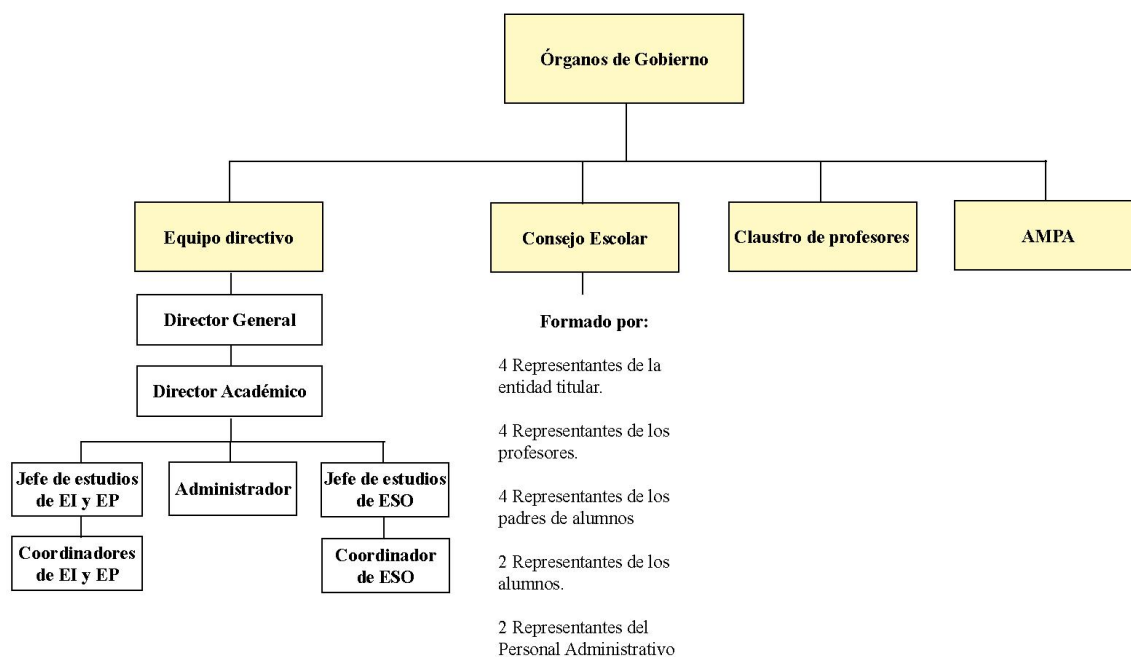 Órganos de Gobierno
Equipo directivo
Consejo Escolar
Claustro de profesores
AMPA
Director General
Director Académico
Jefe de estudios
de EI y EP
Administrador
Jefe de estudios
de ESO
Coordinadores
de EI y EP
Coordinador
de ESO
Formado por:
4 Representantes de la
entidad titular.
4 Representantes de los
profesores.
4 Representantes de los
padres de alumnos
2 Representantes de los
alumnos.
2 Representantes del
Personal Administrativo